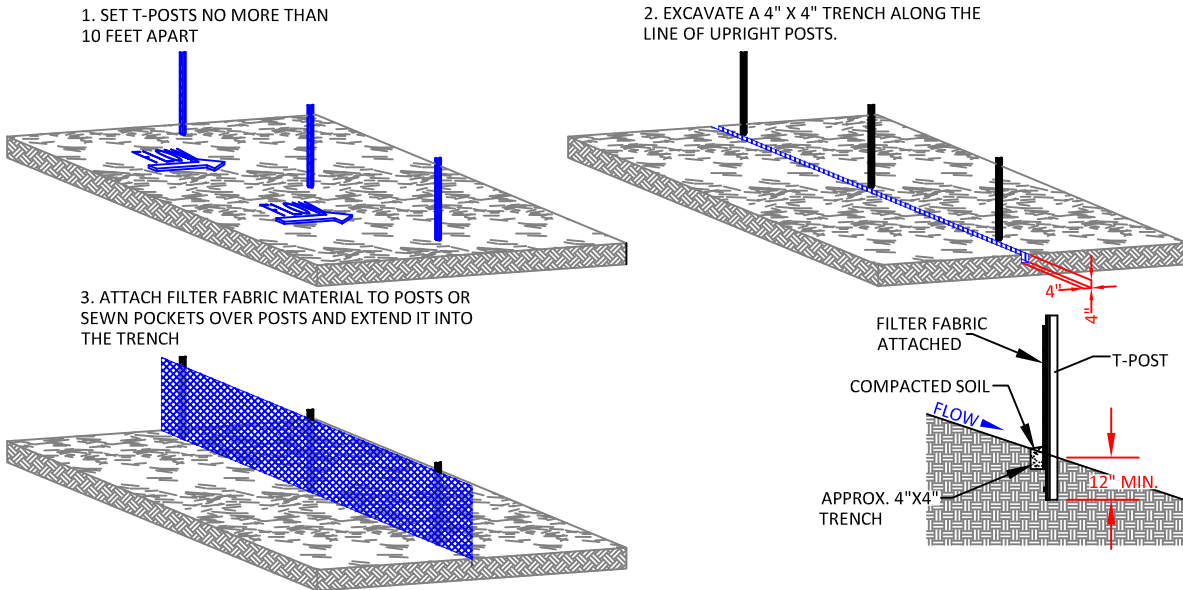 1. SET T-POSTS NO MORE THAN
10 FEET APART
2. EXCAVATE A 4" X 4" TRENCH ALONG THE
LINE OF UPRIGHT POSTS.
4"
4"
3. ATTACH FILTER FABRIC MATERIAL TO POSTS OR
SEWN POCKETS OVER POSTS AND EXTEND IT INTO
THE TRENCH
FILTER FABRIC
ATTACHED
T-POST
COMPACTED SOIL
FLOW
12" MIN.
APPROX. 4"X4"
TRENCH